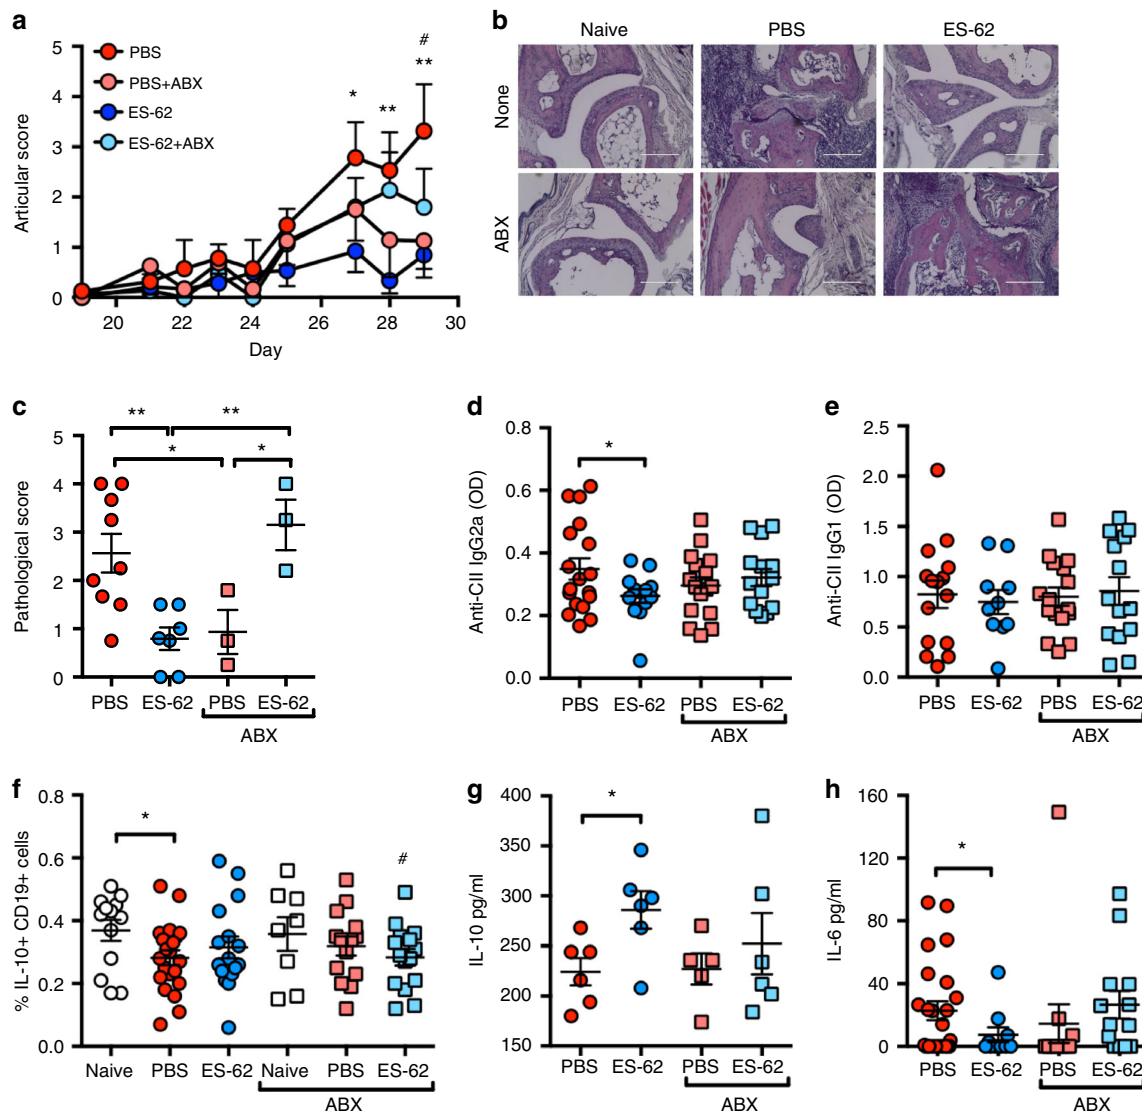 a
Articular score
5
4
3
2
1
0
20 22 24 26 28 30
Day
PBS
PBS+ABX
ES-62
ES-62+ABX
* ** # **
b
Naive PBS ES-62
None
ABX
c
Pathological score
5
4
3
2
1
0
** **
* *
PBS ES-62 PBS ES-62
ABX
d
Anti-CII IgG2a (OD)
0.8
0.6
0.4
0.2
0.0
*
PBS ES-62 PBS ES-62
ABX
e
Anti-CII IgG1 (OD)
2.5
2.0
1.5
1.0
0.5
0.0
PBS ES-62 PBS ES-62
ABX
f
% IL-10+ CD19+ cells
0.8
0.6
0.4
0.2
0.0
* #
Naive PBS ES-62 Naive PBS ES-62
ABX
g
IL-10 pg/ml
400
350
300
250
200
150
*
PBS ES-62 PBS ES-62
ABX
h
IL-6 pg/ml
160
120
80
40
0
*
PBS ES-62 PBS ES-62
ABX